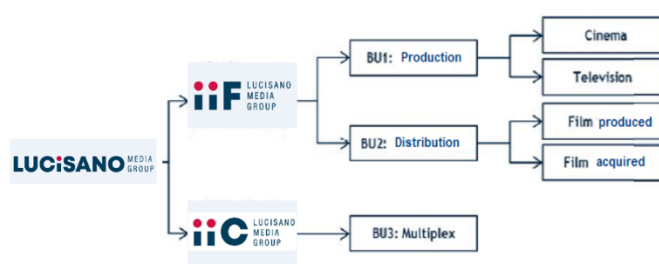 LUCISANO MEDIA
GROUP
iiF LUCISANO
MEDIA
GROUP
BU1: Production
Cinema
Television
BU2: Distribution
Film produced
Film acquired
iiC LUCISANO
MEDIA
GROUP
BU3: Multiplex